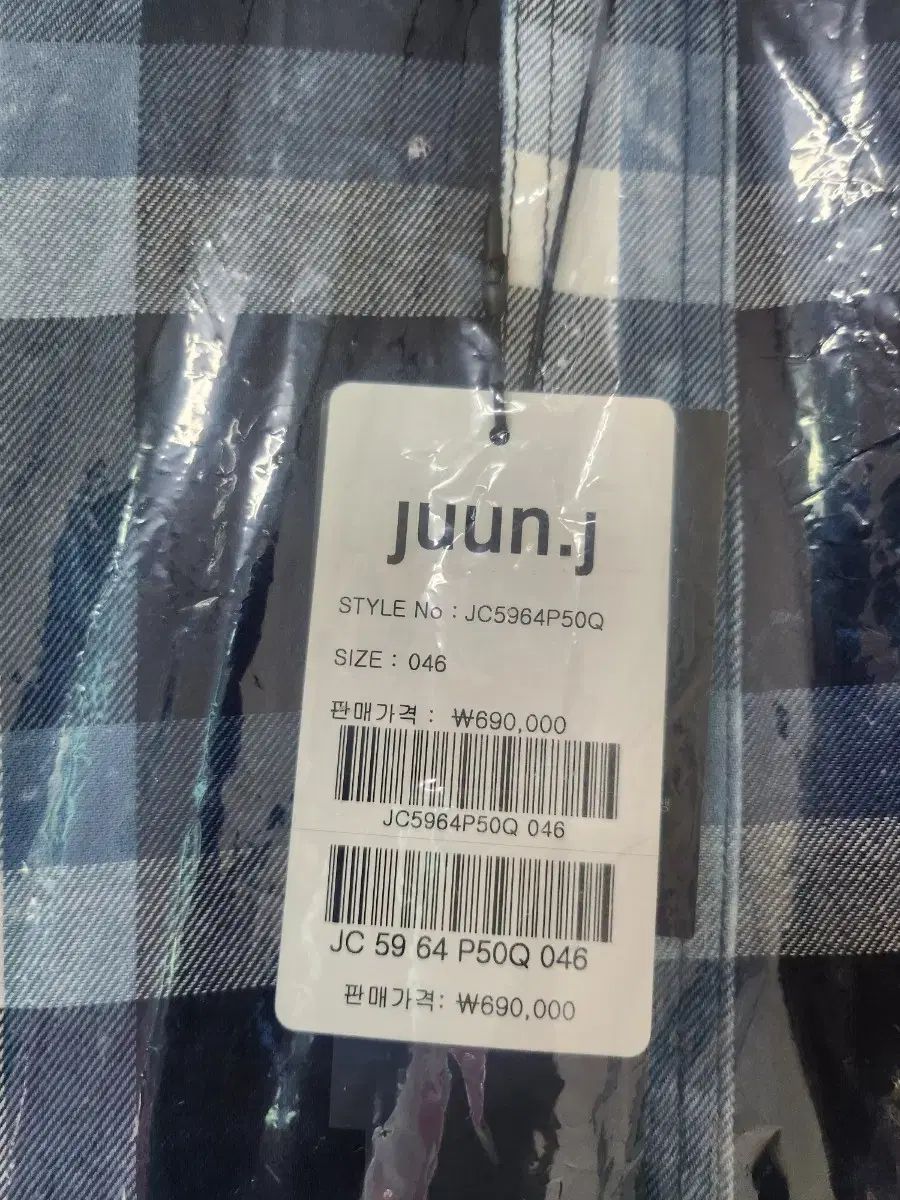 juun.j
STYLE No : JC5964P50Q
SIZE : 046
판매가격 : ₩690,000
JC5964P50Q 046
JC 59 64 P50Q 046
판매가격: ₩690,000